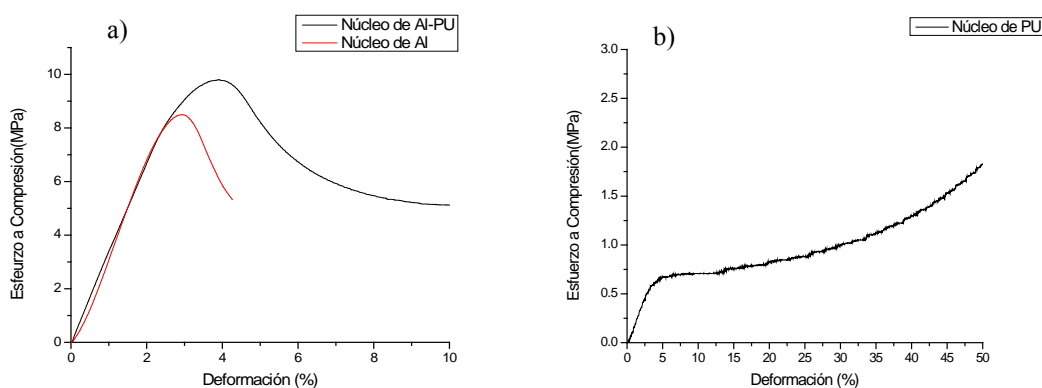 a)
Núcleo de Al-PU
Núcleo de Al
10
8
6
4
2
0
Esfeurzo a Compresión(MPa)
0 2 4 6 8 10
Deformación (%)
b)
Núcleo de PU
3.0
2.5
2.0
1.5
1.0
0.5
0.0
Esfuerzo a Compresión(MPa)
0 5 10 15 20 25 30 35 40 45 50
Deformación (%)